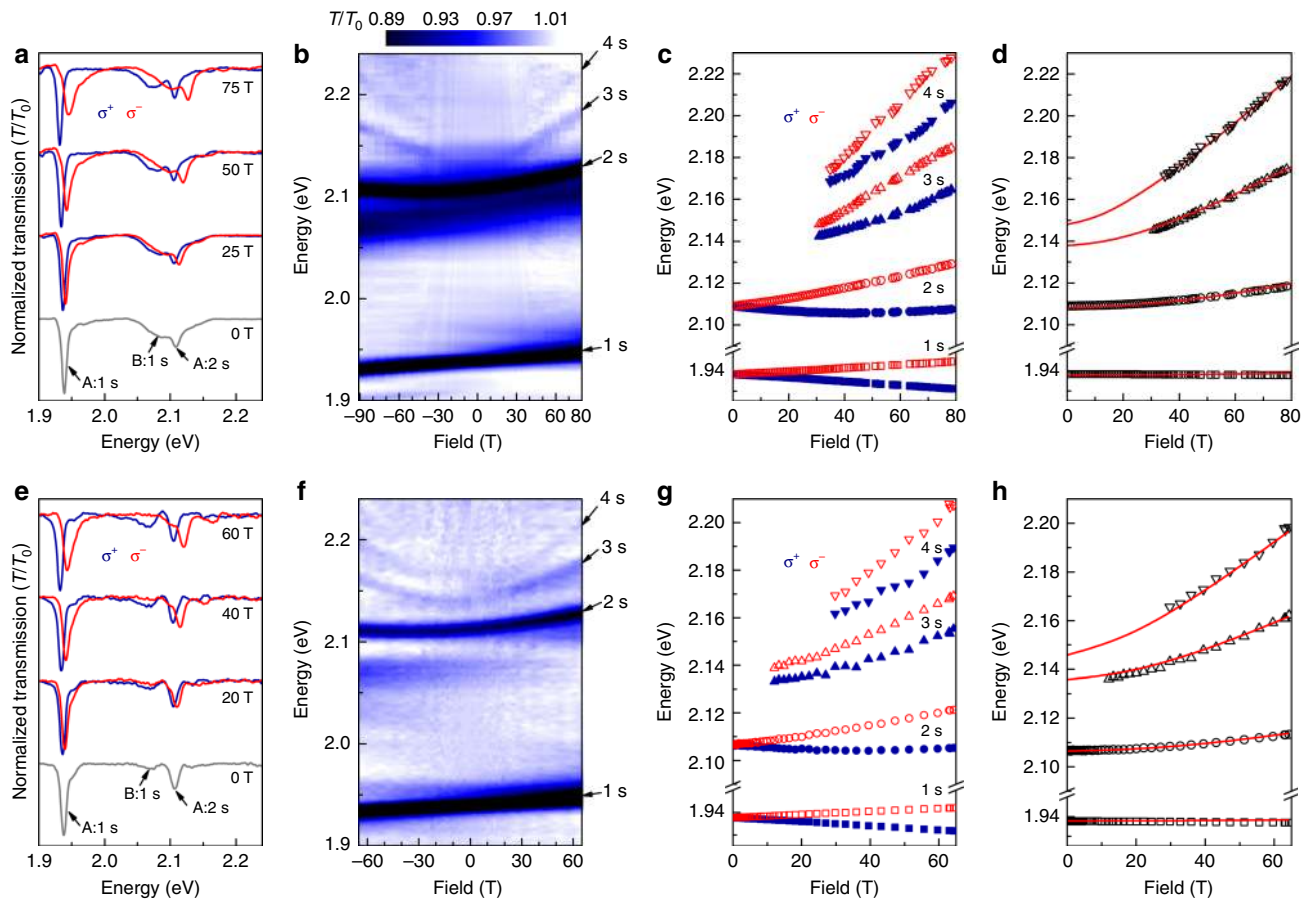 T/T0 0.89 0.93 0.97 1.01
a
Normalized transmission (T/T0)
75 T
σ+ σ−
50 T
25 T
0 T
B:1 s
A:2 s
A:1 s
1.9 2.0 2.1 2.2
Energy (eV)
b
Energy (eV)
2.2
2.1
2.0
1.9
4 s
3 s
2 s
1 s
−90 −60 −30 0 30 60 80
Field (T)
c
Energy (eV)
2.22
2.20
2.18
2.16
2.14
2.12
2.10
1.94
σ+ σ−
4 s
3 s
2 s
1 s
0 20 40 60 80
Field (T)
d
Energy (eV)
2.22
2.20
2.18
2.16
2.14
2.12
2.10
1.94
0 20 40 60 80
Field (T)
e
Normalized transmission (T/T0)
60 T
σ+ σ−
40 T
20 T
0 T
B:1 s
A:2 s
A:1 s
1.9 2.0 2.1 2.2
Energy (eV)
f
Energy (eV)
2.2
2.1
2.0
1.9
4 s
3 s
2 s
1 s
−60 −30 0 30 60 65
Field (T)
g
Energy (eV)
2.20
2.18
2.16
2.14
2.12
2.10
1.94
σ+ σ−
4 s
3 s
2 s
1 s
0 20 40 60
Field (T)
h
Energy (eV)
2.20
2.18
2.16
2.14
2.12
2.10
1.94
0 20 40 60
Field (T)